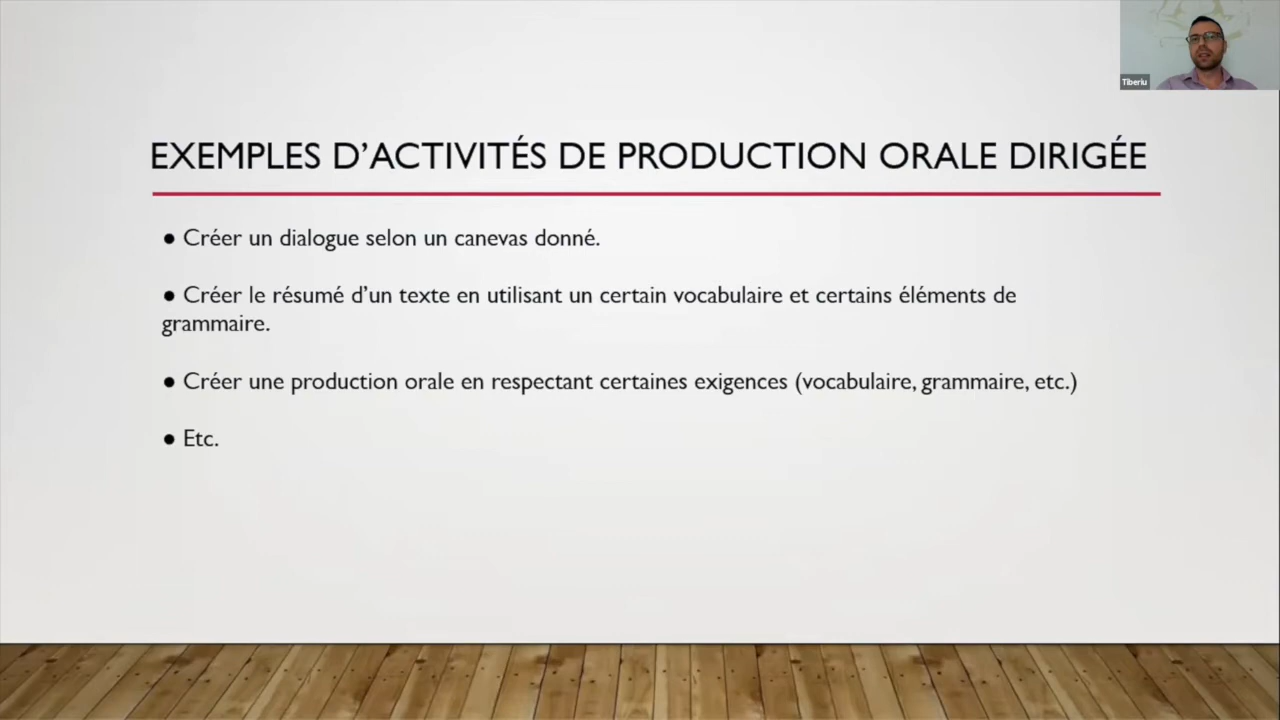 Tiberiu
EXEMPLES D’ACTIVITÉS DE PRODUCTION ORALE DIRIGÉE
● Créer un dialogue selon un canevas donné.
● Créer le résumé d’un texte en utilisant un certain vocabulaire et certains éléments de
grammaire.
● Créer une production orale en respectant certaines exigences (vocabulaire, grammaire, etc.)
● Etc.